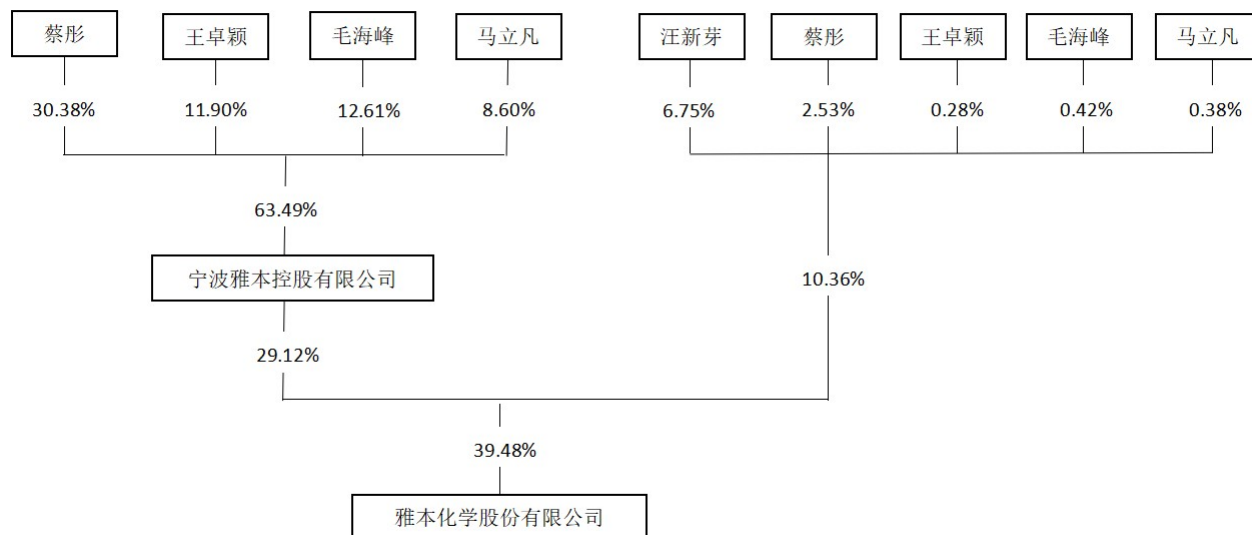 蔡彤
王卓颖
毛海峰
马立凡
汪新芽
蔡彤
王卓颖
毛海峰
马立凡
30.38%
11.90%
12.61%
8.60%
6.75%
2.53%
0.28%
0.42%
0.38%
63.49%
宁波雅本控股有限公司
10.36%
29.12%
39.48%
雅本化学股份有限公司